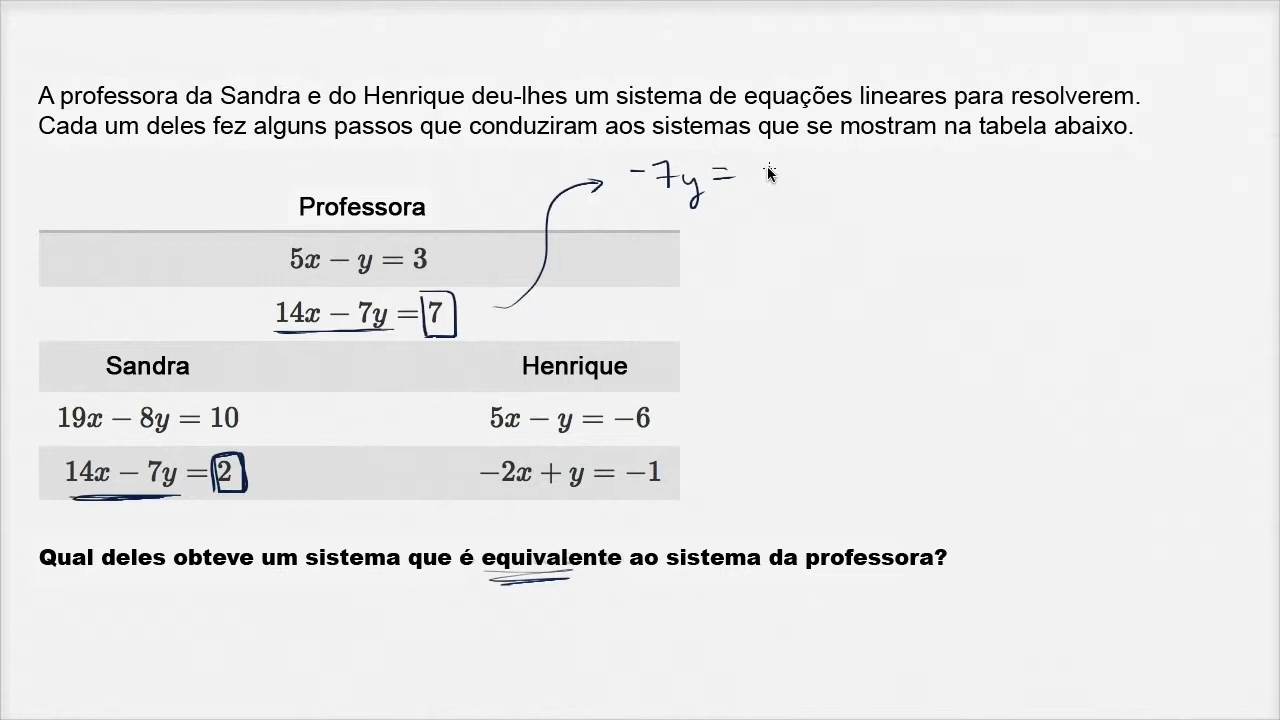 A professora da Sandra e do Henrique deu-lhes um sistema de equações lineares para resolverem.
Cada um deles fez alguns passos que conduziram aos sistemas que se mostram na tabela abaixo.
-7y =
Professora
5x − y = 3
14x − 7y = 7
Sandra Henrique
19x − 8y = 10 5x − y = −6
14x − 7y = 2 −2x + y = −1
Qual deles obteve um sistema que é equivalente ao sistema da professora?